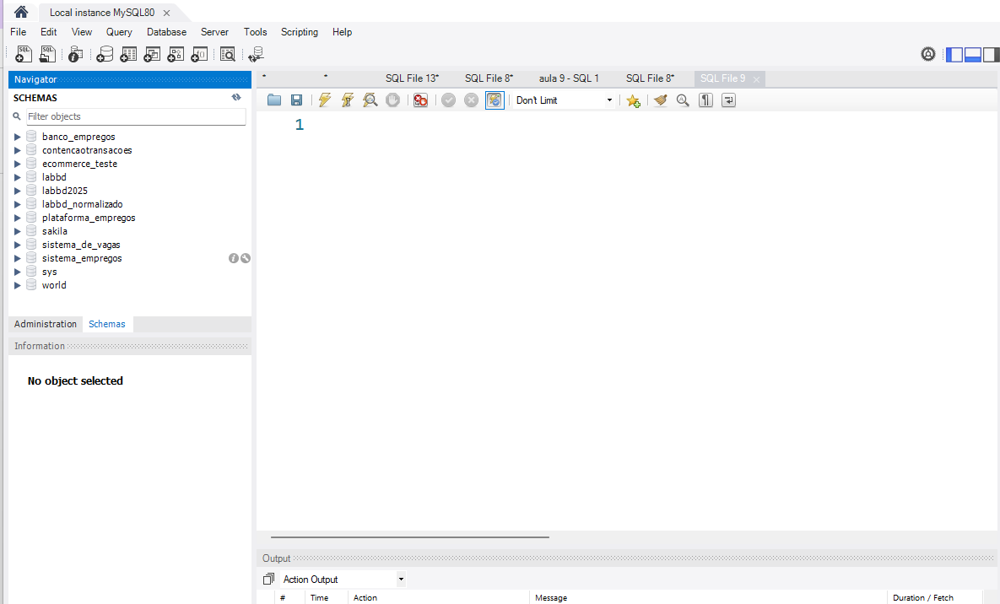 Local instance MySQL80
File Edit View Query Database Server Tools Scripting Help
Navigator
SCHEMAS
Filter objects
banco_empregos
contencaotransacoes
ecommerce_teste
labbd
labbd2025
labbd_normalizado
plataforma_empregos
sakila
sistema_de_vagas
sistema_empregos
sys
world
Administration Schemas
Information
No object selected
* * SQL File 13* SQL File 8* aula 9 - SQL 1 SQL File 8* SQL File 9
Don't Limit
1
Output
Action Output
# Time Action Message Duration / Fetch